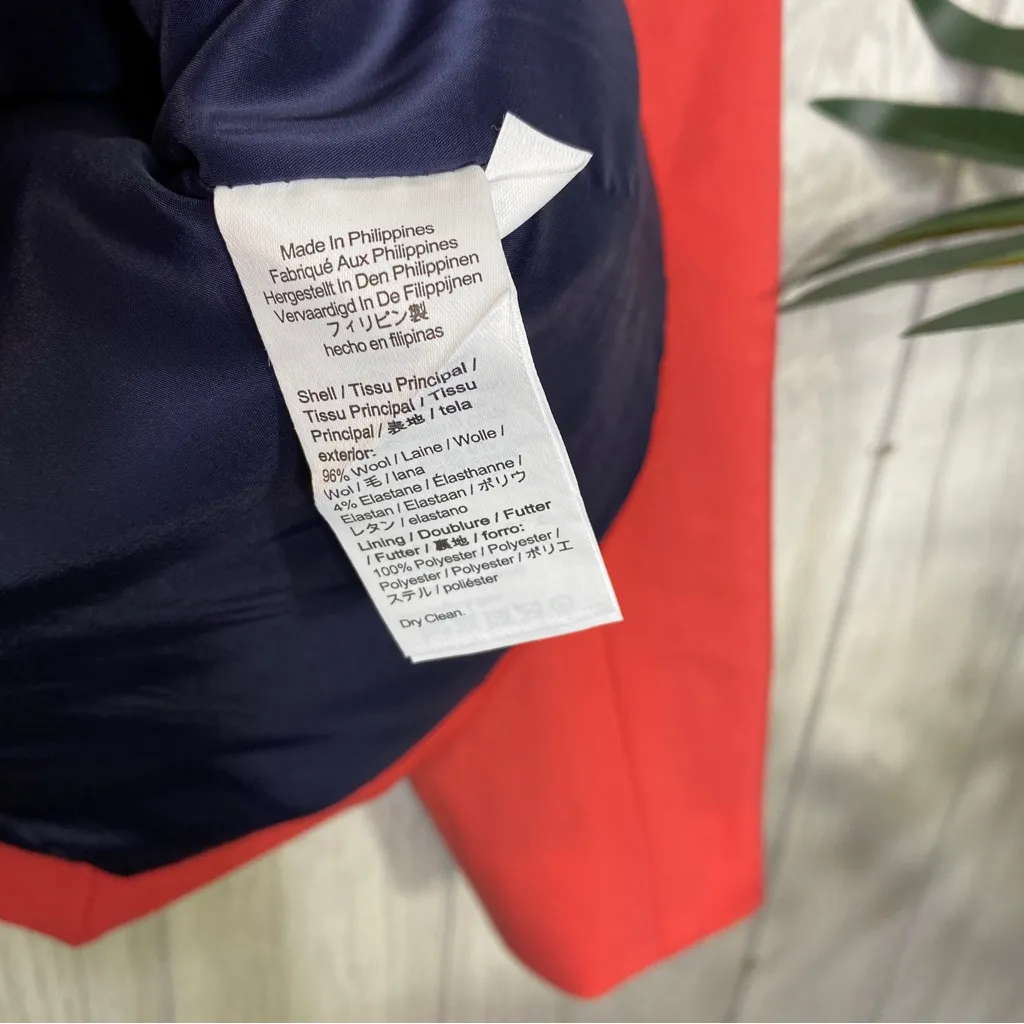 Made In Philippines
Fabriqué Aux Philippines
Hergestellt In Den Philippinen
Vervaardigd In De Filippijnen
フィリピン製
hecho en filipinas
Shell / Tissu Principal /
Tissu Principal / Tissu
Principal / 表地 / tela
exterior:
96% Wool / Laine / Wolle /
Wol / 毛 / lana
4% Elastane / Élasthanne /
Elastan / Elastaan / ポリウ
レタン / elastano
Lining / Doublure / Futter
/ Futter / 裏地 / forro:
100% Polyester / Polyester /
Polyester / Polyester / ポリエ
ステル / poliéster
Dry Clean.